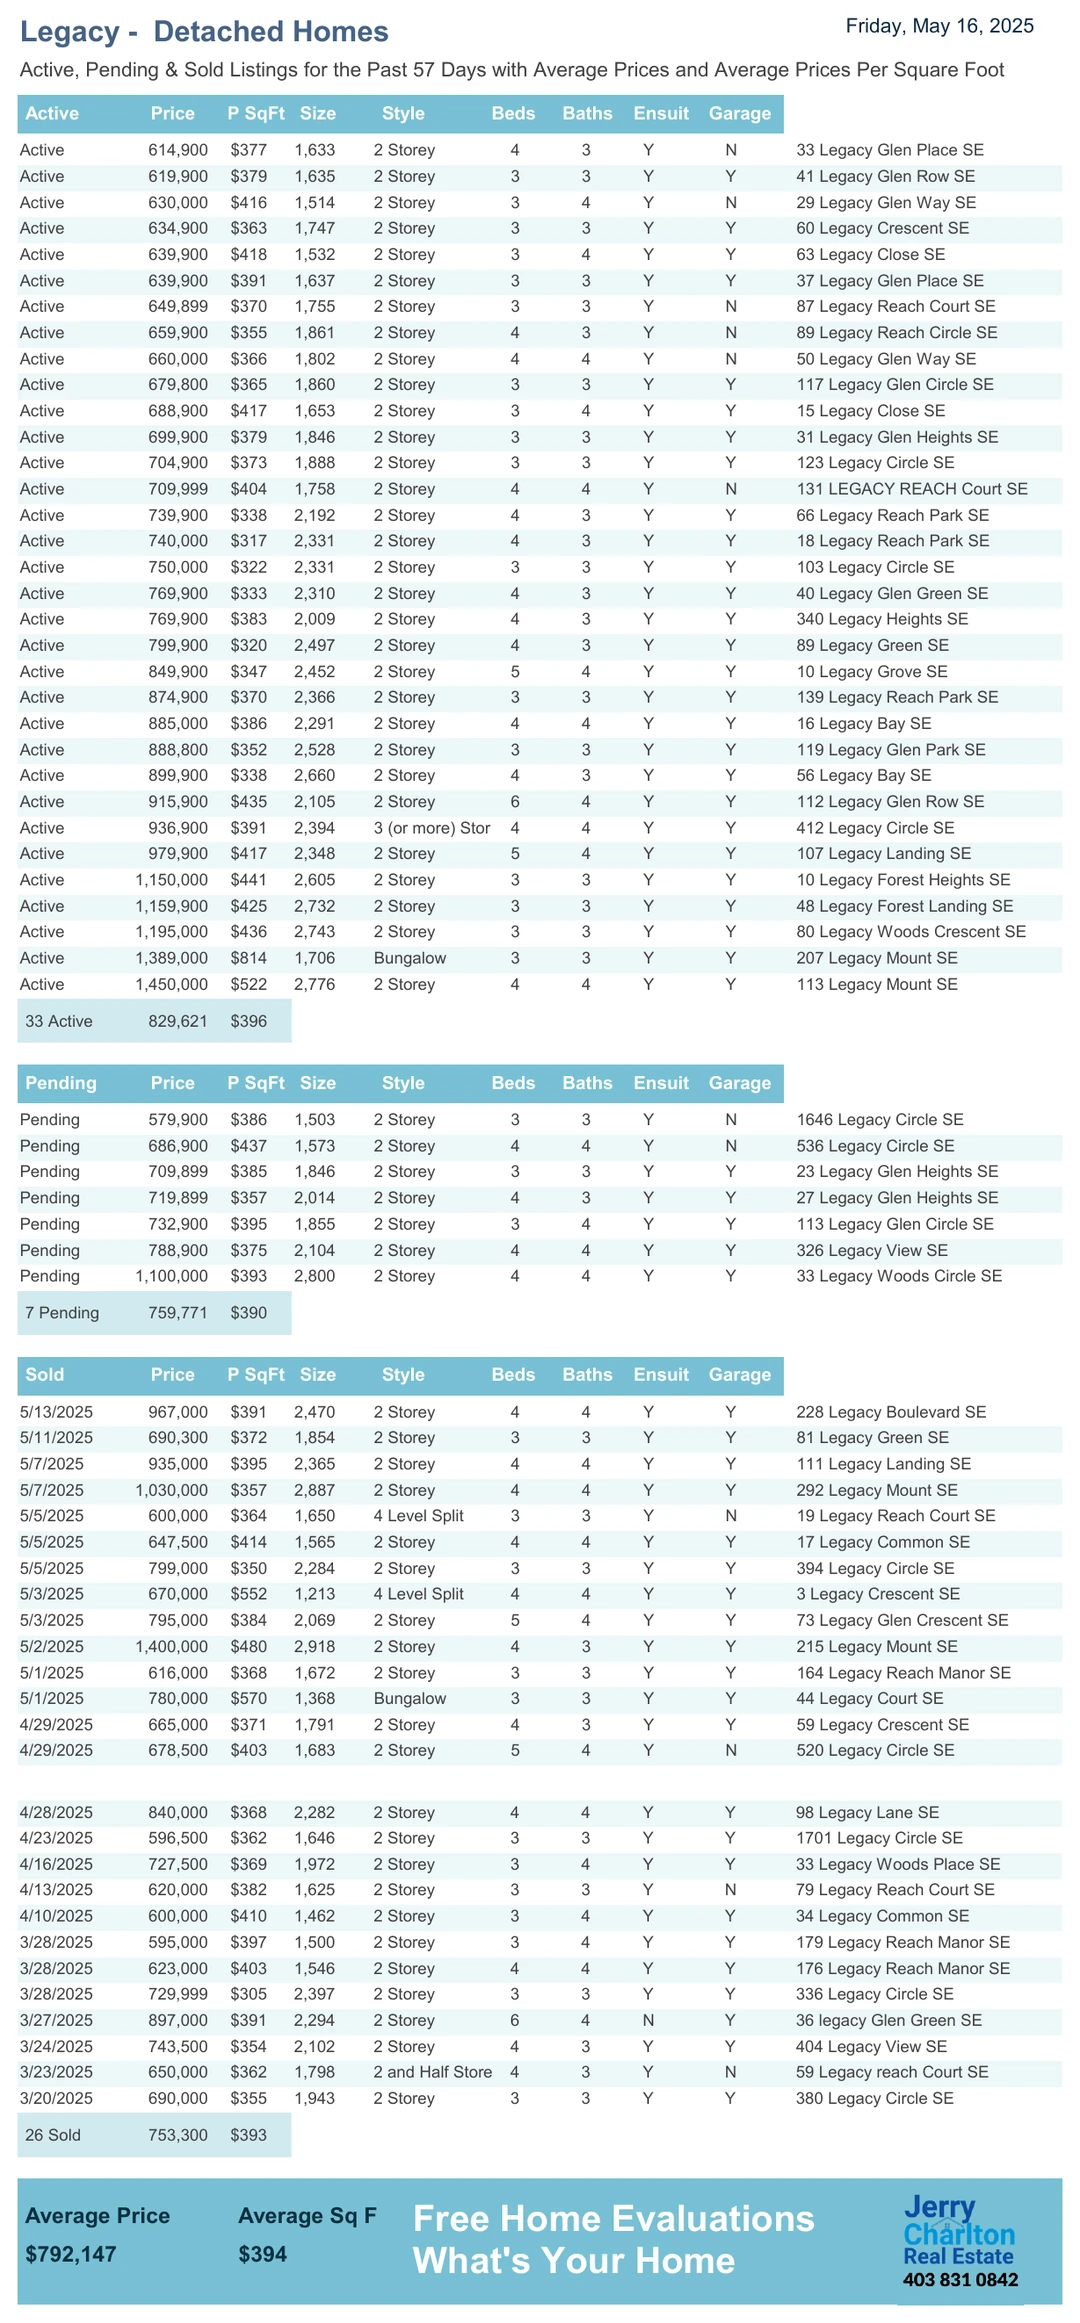 Legacy - Detached Homes
Friday, May 16, 2025
Active, Pending & Sold Listings for the Past 57 Days with Average Prices and Average Prices Per Square Foot
Active Price P SqFt Size Style Beds Baths Ensuit Garage
Active 614,900 $377 1,633 2 Storey 4 3 Y N 33 Legacy Glen Place SE
Active 619,900 $379 1,635 2 Storey 3 3 Y Y 41 Legacy Glen Row SE
Active 630,000 $416 1,514 2 Storey 3 4 Y N 29 Legacy Glen Way SE
Active 634,900 $363 1,747 2 Storey 3 3 Y Y 60 Legacy Crescent SE
Active 639,900 $418 1,532 2 Storey 3 4 Y Y 63 Legacy Close SE
Active 639,900 $391 1,637 2 Storey 3 3 Y Y 37 Legacy Glen Place SE
Active 649,899 $370 1,755 2 Storey 3 3 Y N 87 Legacy Reach Court SE
Active 659,900 $355 1,861 2 Storey 4 3 Y N 89 Legacy Reach Circle SE
Active 660,000 $366 1,802 2 Storey 4 4 Y N 50 Legacy Glen Way SE
Active 679,800 $365 1,860 2 Storey 3 3 Y Y 117 Legacy Glen Circle SE
Active 688,900 $417 1,653 2 Storey 3 4 Y Y 15 Legacy Close SE
Active 699,900 $379 1,846 2 Storey 3 3 Y Y 31 Legacy Glen Heights SE
Active 704,900 $373 1,888 2 Storey 3 3 Y Y 123 Legacy Circle SE
Active 709,999 $404 1,758 2 Storey 4 4 Y N 131 LEGACY REACH Court SE
Active 739,900 $338 2,192 2 Storey 4 3 Y Y 66 Legacy Reach Park SE
Active 740,000 $317 2,331 2 Storey 4 3 Y Y 18 Legacy Reach Park SE
Active 750,000 $322 2,331 2 Storey 3 3 Y Y 103 Legacy Circle SE
Active 769,900 $333 2,310 2 Storey 4 3 Y Y 40 Legacy Glen Green SE
Active 769,900 $383 2,009 2 Storey 4 3 Y Y 340 Legacy Heights SE
Active 799,900 $320 2,497 2 Storey 4 3 Y Y 89 Legacy Green SE
Active 849,900 $347 2,452 2 Storey 5 4 Y Y 10 Legacy Grove SE
Active 874,900 $370 2,366 2 Storey 3 3 Y Y 139 Legacy Reach Park SE
Active 885,000 $386 2,291 2 Storey 4 4 Y Y 16 Legacy Bay SE
Active 888,800 $352 2,528 2 Storey 3 3 Y Y 119 Legacy Glen Park SE
Active 899,900 $338 2,660 2 Storey 4 3 Y Y 56 Legacy Bay SE
Active 915,900 $435 2,105 2 Storey 6 4 Y Y 112 Legacy Glen Row SE
Active 936,900 $391 2,394 3 (or more) Stor 4 4 Y Y 412 Legacy Circle SE
Active 979,900 $417 2,348 2 Storey 5 4 Y Y 107 Legacy Landing SE
Active 1,150,000 $441 2,605 2 Storey 3 3 Y Y 10 Legacy Forest Heights SE
Active 1,159,900 $425 2,732 2 Storey 3 3 Y Y 48 Legacy Forest Landing SE
Active 1,195,000 $436 2,743 2 Storey 3 3 Y Y 80 Legacy Woods Crescent SE
Active 1,389,000 $814 1,706 Bungalow 3 3 Y Y 207 Legacy Mount SE
Active 1,450,000 $522 2,776 2 Storey 4 4 Y Y 113 Legacy Mount SE
33 Active 829,621 $396
Pending Price P SqFt Size Style Beds Baths Ensuit Garage
Pending 579,900 $386 1,503 2 Storey 3 3 Y N 1646 Legacy Circle SE
Pending 686,900 $437 1,573 2 Storey 4 4 Y N 536 Legacy Circle SE
Pending 709,899 $385 1,846 2 Storey 3 3 Y Y 23 Legacy Glen Heights SE
Pending 719,899 $357 2,014 2 Storey 4 3 Y Y 27 Legacy Glen Heights SE
Pending 732,900 $395 1,855 2 Storey 3 4 Y Y 113 Legacy Glen Circle SE
Pending 788,900 $375 2,104 2 Storey 4 4 Y Y 326 Legacy View SE
Pending 1,100,000 $393 2,800 2 Storey 4 4 Y Y 33 Legacy Woods Circle SE
7 Pending 759,771 $390
Sold Price P SqFt Size Style Beds Baths Ensuit Garage
5/13/2025 967,000 $391 2,470 2 Storey 4 4 Y Y 228 Legacy Boulevard SE
5/11/2025 690,300 $372 1,854 2 Storey 3 3 Y Y 81 Legacy Green SE
5/7/2025 935,000 $395 2,365 2 Storey 4 4 Y Y 111 Legacy Landing SE
5/7/2025 1,030,000 $357 2,887 2 Storey 4 4 Y Y 292 Legacy Mount SE
5/5/2025 600,000 $364 1,650 4 Level Split 3 3 Y N 19 Legacy Reach Court SE
5/5/2025 647,500 $414 1,565 2 Storey 4 4 Y Y 17 Legacy Common SE
5/5/2025 799,000 $350 2,284 2 Storey 3 3 Y Y 394 Legacy Circle SE
5/3/2025 670,000 $552 1,213 4 Level Split 4 4 Y Y 3 Legacy Crescent SE
5/3/2025 795,000 $384 2,069 2 Storey 5 4 Y Y 73 Legacy Glen Crescent SE
5/2/2025 1,400,000 $480 2,918 2 Storey 4 3 Y Y 215 Legacy Mount SE
5/1/2025 616,000 $368 1,672 2 Storey 3 3 Y Y 164 Legacy Reach Manor SE
5/1/2025 780,000 $570 1,368 Bungalow 3 3 Y Y 44 Legacy Court SE
4/29/2025 665,000 $371 1,791 2 Storey 4 3 Y Y 59 Legacy Crescent SE
4/29/2025 678,500 $403 1,683 2 Storey 5 4 Y N 520 Legacy Circle SE
4/28/2025 840,000 $368 2,282 2 Storey 4 4 Y Y 98 Legacy Lane SE
4/23/2025 596,500 $362 1,646 2 Storey 3 3 Y Y 1701 Legacy Circle SE
4/16/2025 727,500 $369 1,972 2 Storey 3 4 Y Y 33 Legacy Woods Place SE
4/13/2025 620,000 $382 1,625 2 Storey 3 3 Y N 79 Legacy Reach Court SE
4/10/2025 600,000 $410 1,462 2 Storey 3 4 Y Y 34 Legacy Common SE
3/28/2025 595,000 $397 1,500 2 Storey 3 4 Y Y 179 Legacy Reach Manor SE
3/28/2025 623,000 $403 1,546 2 Storey 4 4 Y Y 176 Legacy Reach Manor SE
3/28/2025 729,999 $305 2,397 2 Storey 3 3 Y Y 336 Legacy Circle SE
3/27/2025 897,000 $391 2,294 2 Storey 6 4 N Y 36 legacy Glen Green SE
3/24/2025 743,500 $354 2,102 2 Storey 4 3 Y Y 404 Legacy View SE
3/23/2025 650,000 $362 1,798 2 and Half Store 4 3 Y N 59 Legacy reach Court SE
3/20/2025 690,000 $355 1,943 2 Storey 3 3 Y Y 380 Legacy Circle SE
26 Sold 753,300 $393
Average Price Average Sq F
$792,147 $394
Free Home Evaluations
What's Your Home
Jerry
Charlton
Real Estate
403 831 0842